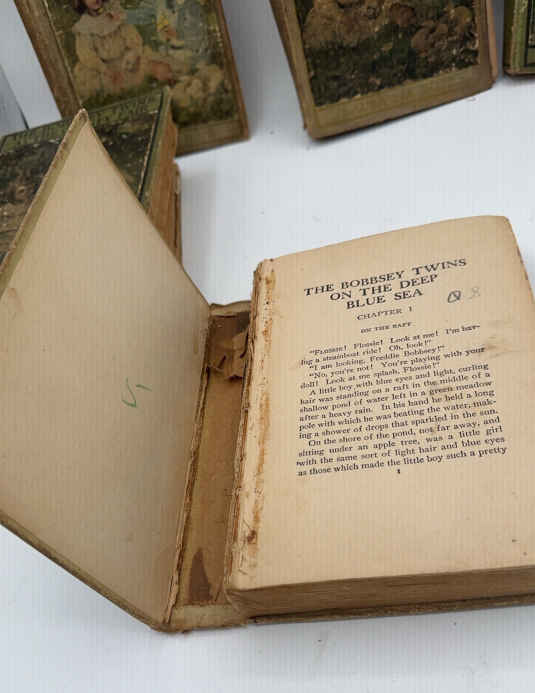 THE BOBBSEY TWINS
ON THE DEEP
BLUE SEA
CHAPTER I
ON THE RAFT
"Flossie! Flossie! Look at me! I'm hav-
ing a steamboat ride! Oh, look!"
"I am looking, Freddie Bobbsey!"
"No, you're not! You're playing with your
doll! Look at me splash, Flossie!"
A little boy with blue eyes and light, curling
hair was standing on a raft in the middle of a
shallow pond of water left in a green meadow
after a heavy rain. In his hand he held a long
pole with which he was beating the water, mak-
ing a shower of drops that sparkled in the sun.
On the shore of the pond, not far away, and
sitting under an apple tree, was a little girl
with the same sort of light hair and blue eyes
as those which made the little boy such a pretty
1